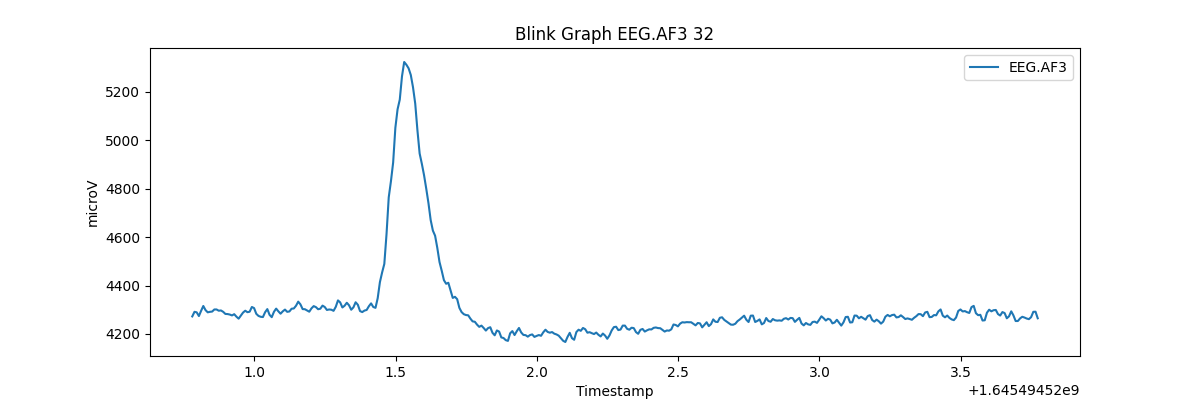 Blink Graph EEG.AF3 32
EEG.AF3
5200
5000
4800
4600
4400
4200
microV
1.0 1.5 2.0 2.5 3.0 3.5
Timestamp
+1.64549452e9